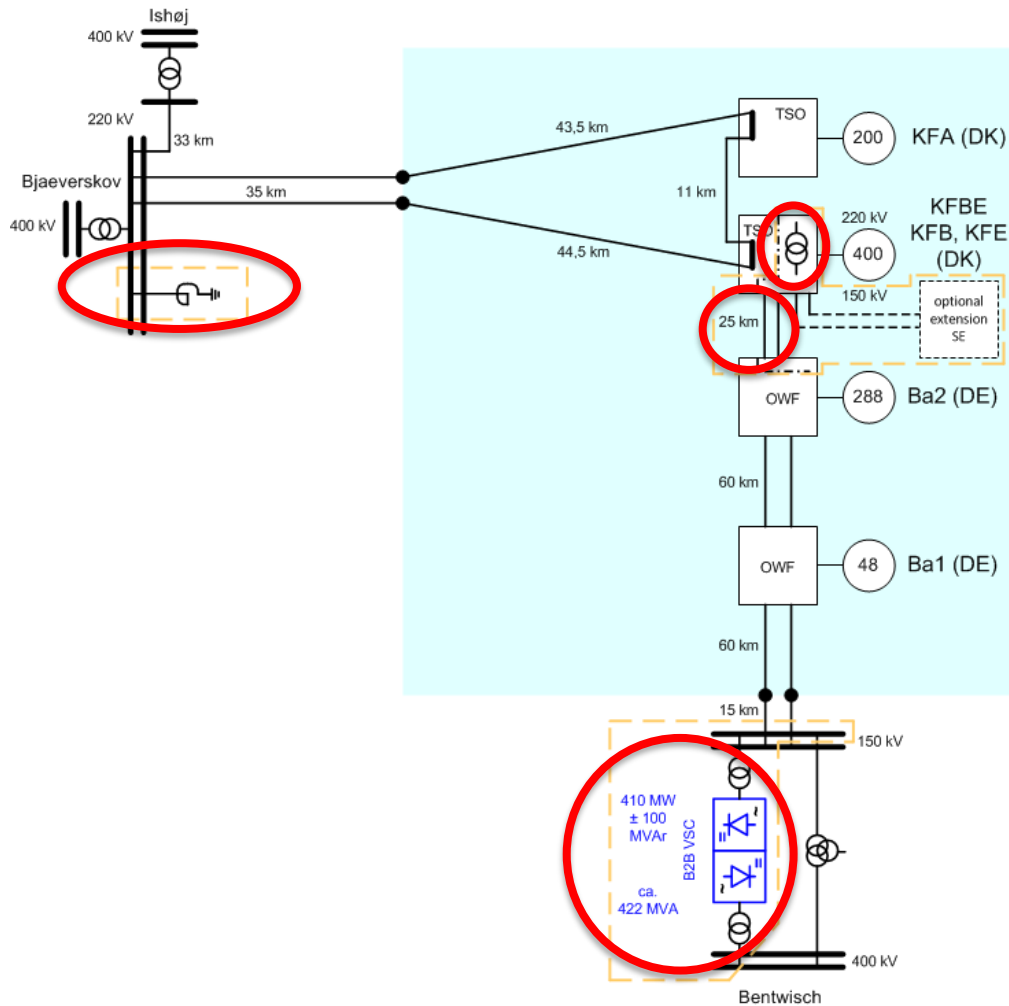 Ishøj
400 kV
220 kV
33 km
Bjaeverskov
400 kV
35 km
43,5 km
44,5 km
TSO
200
KFA (DK)
11 km
TSO
220 kV
400
150 kV
KFBE
KFB, KFE
(DK)
25 km
optional
extension
SE
OWF
288
Ba2 (DE)
60 km
OWF
48
Ba1 (DE)
60 km
15 km
150 kV
410 MW
± 100
MVAr
B2B VSC
ca.
422 MVA
~
=
=
~
400 kV
Bentwisch